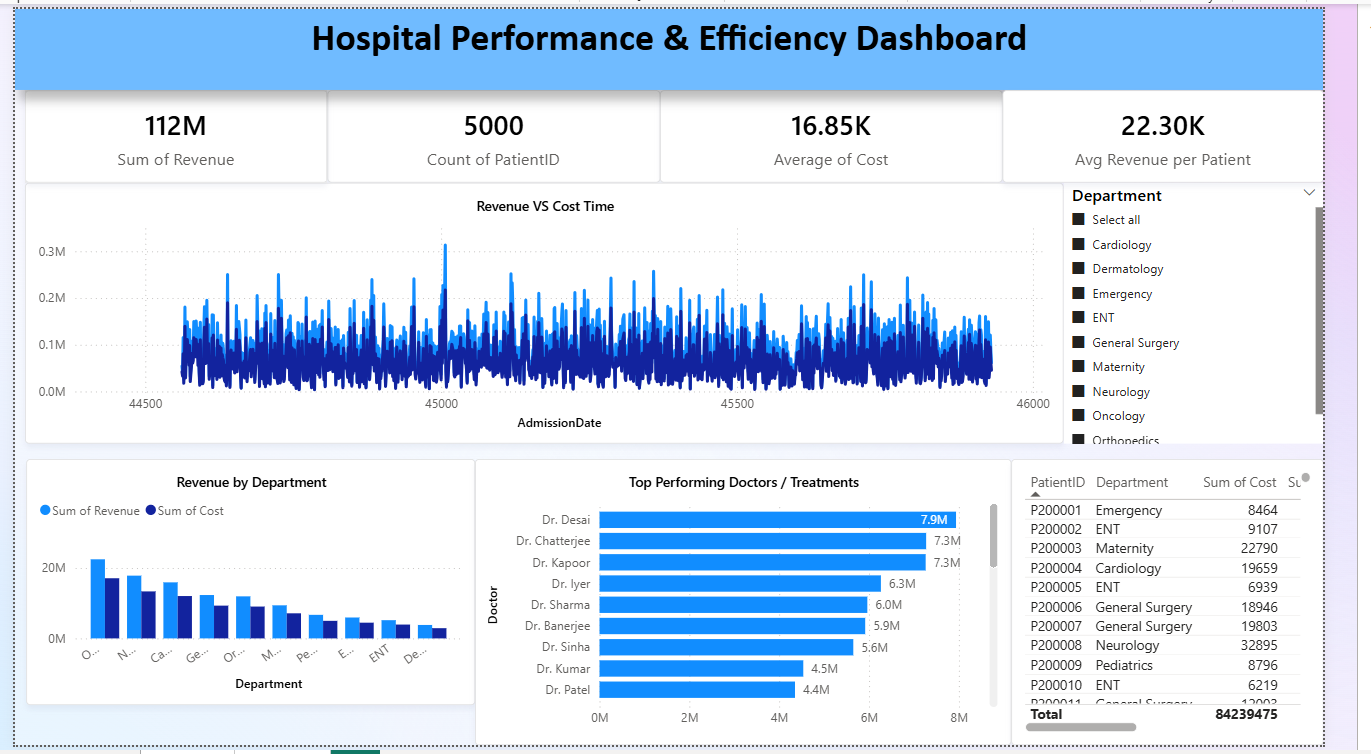 Hospital Performance & Efficiency Dashboard
112M
Sum of Revenue
5000
Count of PatientID
16.85K
Average of Cost
22.30K
Avg Revenue per Patient
Revenue VS Cost Time
0.3M
0.2M
0.1M
0.0M
44500 45000 45500 46000
AdmissionDate
Department
Select all
Cardiology
Dermatology
Emergency
ENT
General Surgery
Maternity
Neurology
Oncology
Orthopedics
Revenue by Department
Sum of Revenue Sum of Cost
20M
0M
O... N... Ca... Ge... Or... M... Pe... E... ENT De...
Department
Top Performing Doctors / Treatments
Doctor
Dr. Desai 7.9M
Dr. Chatterjee 7.3M
Dr. Kapoor 7.3M
Dr. Iyer 6.3M
Dr. Sharma 6.0M
Dr. Banerjee 5.9M
Dr. Sinha 5.6M
Dr. Kumar 4.5M
Dr. Patel 4.4M
0M 2M 4M 6M 8M
PatientID Department Sum of Cost Su
P200001 Emergency 8464
P200002 ENT 9107
P200003 Maternity 22790
P200004 Cardiology 19659
P200005 ENT 6939
P200006 General Surgery 18946
P200007 General Surgery 19803
P200008 Neurology 32895
P200009 Pediatrics 8796
P200010 ENT 6219
P200011 General Surgery
Total 84239475